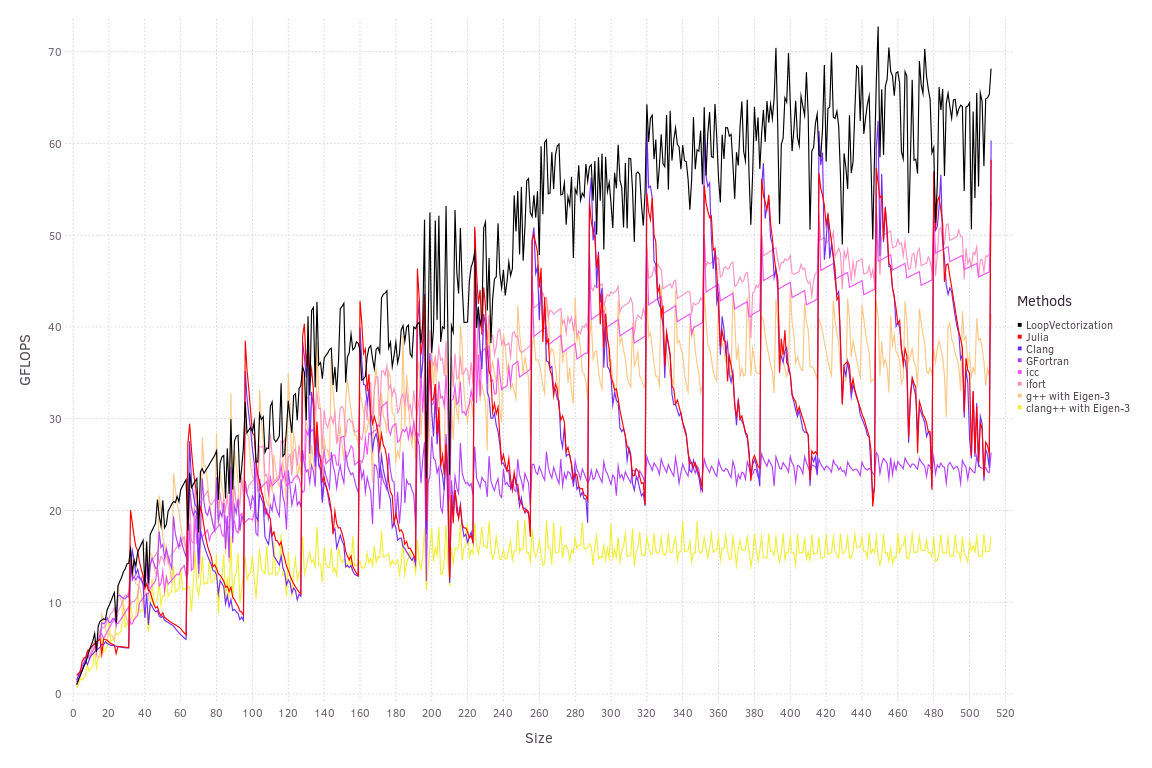 GFLOPS
70
60
50
40
30
20
10
0
0 20 40 60 80 100 120 140 160 180 200 220 240 260 280 300 320 340 360 380 400 420 440 460 480 500 520
Size
Methods
LoopVectorization
Julia
Clang
GFortran
icc
ifort
g++ with Eigen-3
clang++ with Eigen-3